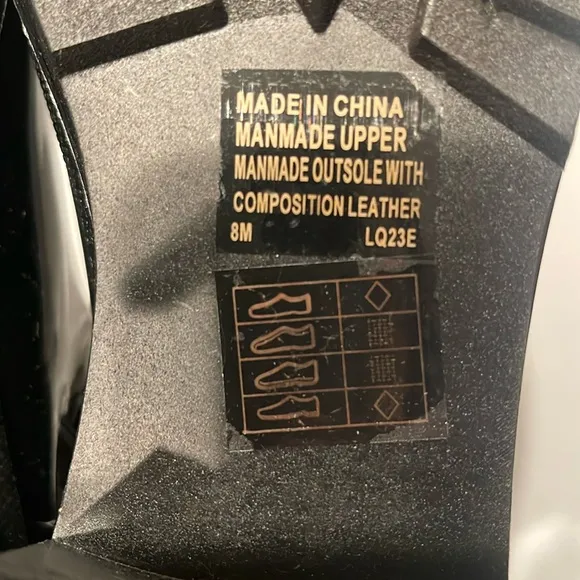 MADE IN CHINA
MANMADE UPPER
MANMADE OUTSOLE WITH
COMPOSITION LEATHER
8M LQ23E